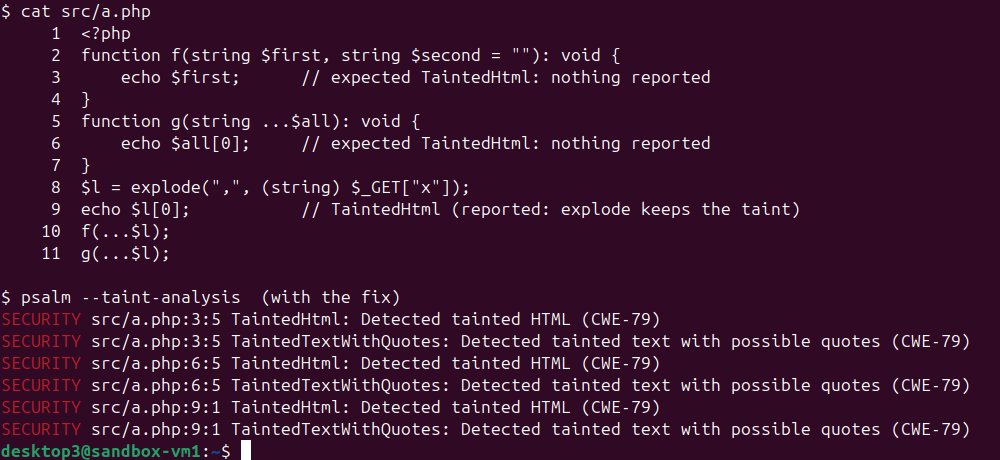 $ cat src/a.php
1 <?php
2 function f(string $first, string $second = ""): void {
3 echo $first; // expected TaintedHtml: nothing reported
4 }
5 function g(string ...$all): void {
6 echo $all[0]; // expected TaintedHtml: nothing reported
7 }
8 $l = explode(",", (string) $_GET["x"]);
9 echo $l[0]; // TaintedHtml (reported: explode keeps the taint)
10 f(...$l);
11 g(...$l);
$ psalm --taint-analysis (with the fix)
SECURITY src/a.php:3:5 TaintedHtml: Detected tainted HTML (CWE-79)
SECURITY src/a.php:3:5 TaintedTextWithQuotes: Detected tainted text with possible quotes (CWE-79)
SECURITY src/a.php:6:5 TaintedHtml: Detected tainted HTML (CWE-79)
SECURITY src/a.php:6:5 TaintedTextWithQuotes: Detected tainted text with possible quotes (CWE-79)
SECURITY src/a.php:9:1 TaintedHtml: Detected tainted HTML (CWE-79)
SECURITY src/a.php:9:1 TaintedTextWithQuotes: Detected tainted text with possible quotes (CWE-79)
desktop3@sandbox-vm1:~$